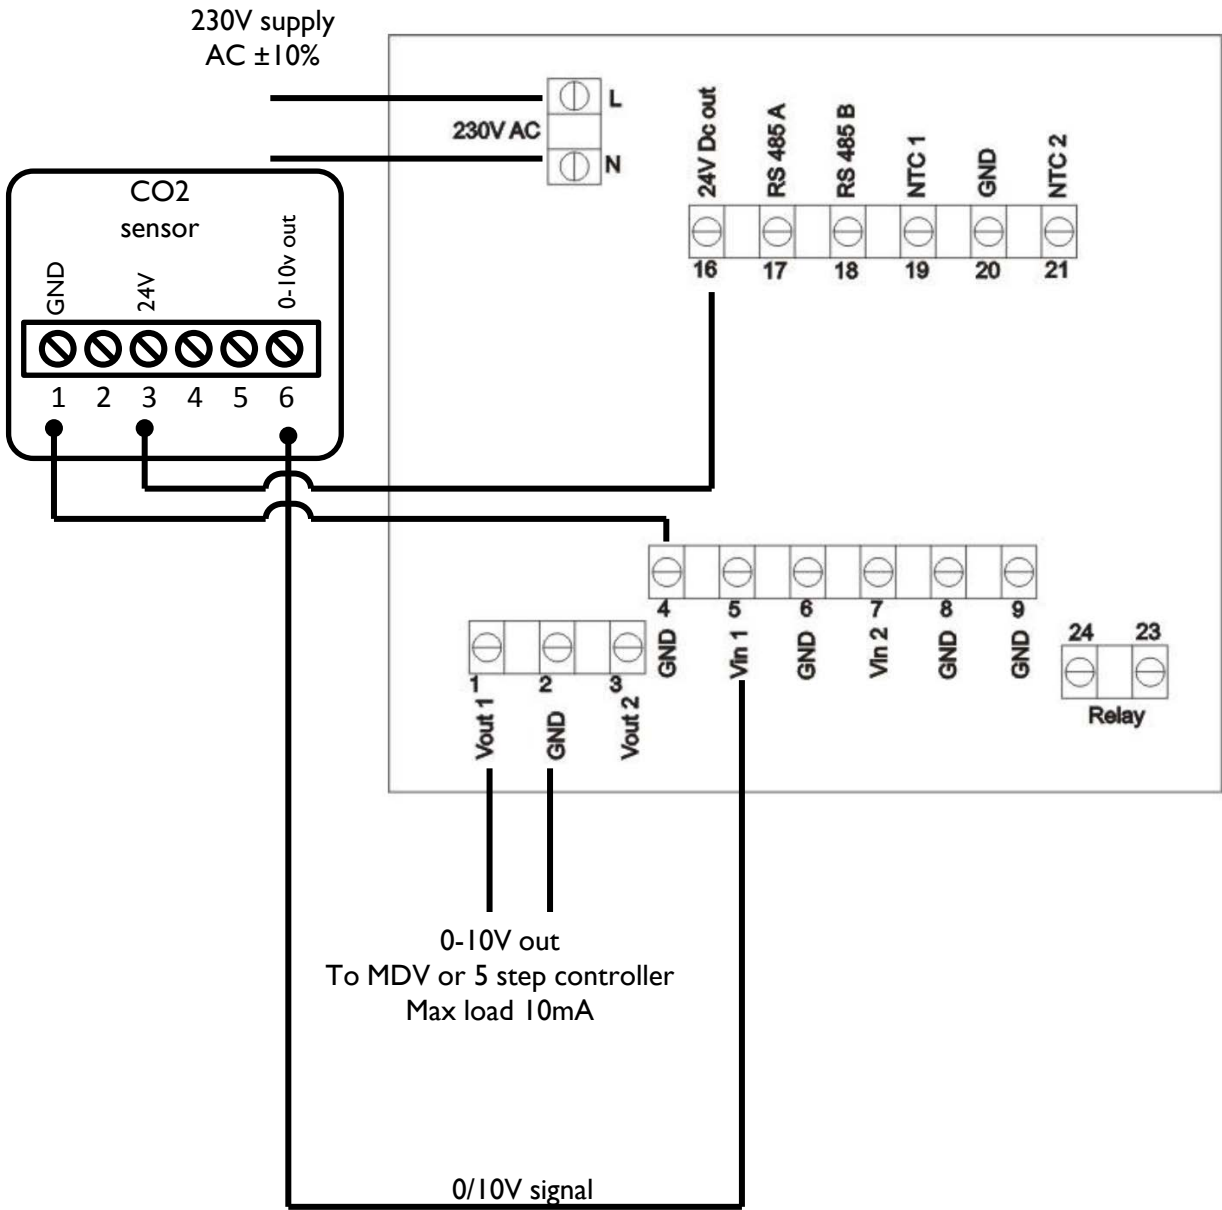 230V supply
AC ±10%
L
230V AC
N
24V Dc out
RS 485 A
RS 485 B
NTC 1
GND
NTC 2
16 17 18 19 20 21
CO2
sensor
GND
24V
0-10v out
1 2 3 4 5 6
4 5 6 7 8 9
GND
Vin 1
GND
Vin 2
GND
GND
24 23
Relay
1 2 3
Vout 1
GND
Vout 2
0-10V out
To MDV or 5 step controller
Max load 10mA
0/10V signal